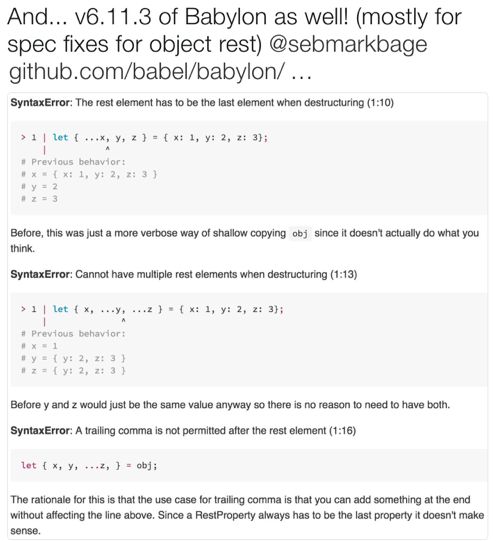 And... v6.11.3 of Babylon as well! (mostly for
spec fixes for object rest) @sebmarkbage
github.com/babel/babylon/ …
SyntaxError: The rest element has to be the last element when destructuring (1:10)
> 1 | let { ...x, y, z } = { x: 1, y: 2, z: 3};
| ^
# Previous behavior:
# x = { x: 1, y: 2, z: 3 }
# y = 2
# z = 3
Before, this was just a more verbose way of shallow copying obj since it doesn't actually do what you
think.
SyntaxError: Cannot have multiple rest elements when destructuring (1:13)
> 1 | let { x, ...y, ...z } = { x: 1, y: 2, z: 3};
| ^
# Previous behavior:
# x = 1
# y = { y: 2, z: 3 }
# z = { y: 2, z: 3 }
Before y and z would just be the same value anyway so there is no reason to need to have both.
SyntaxError: A trailing comma is not permitted after the rest element (1:16)
let { x, y, ...z, } = obj;
The rationale for this is that the use case for trailing comma is that you can add something at the end
without affecting the line above. Since a RestProperty always has to be the last property it doesn't make
sense.